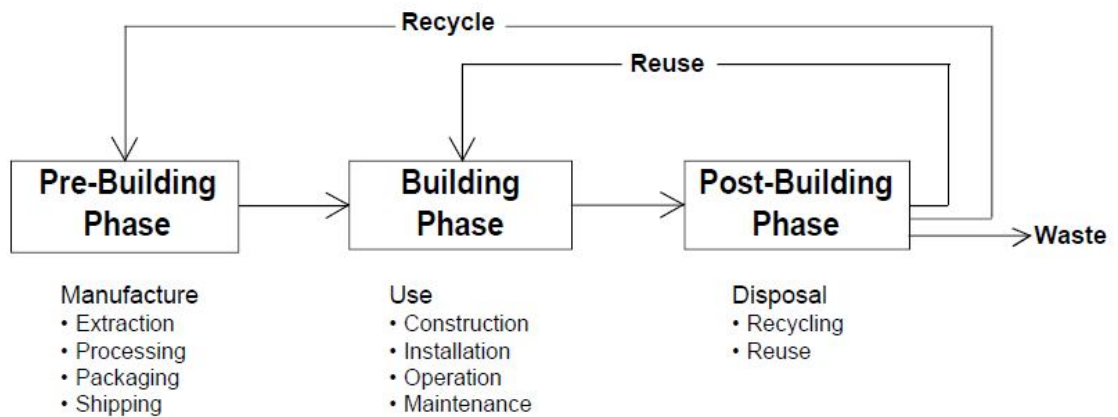 Recycle
Reuse
Pre-Building
Phase
Building
Phase
Post-Building
Phase
Waste
Manufacture
• Extraction
• Processing
• Packaging
• Shipping
Use
• Construction
• Installation
• Operation
• Maintenance
Disposal
• Recycling
• Reuse